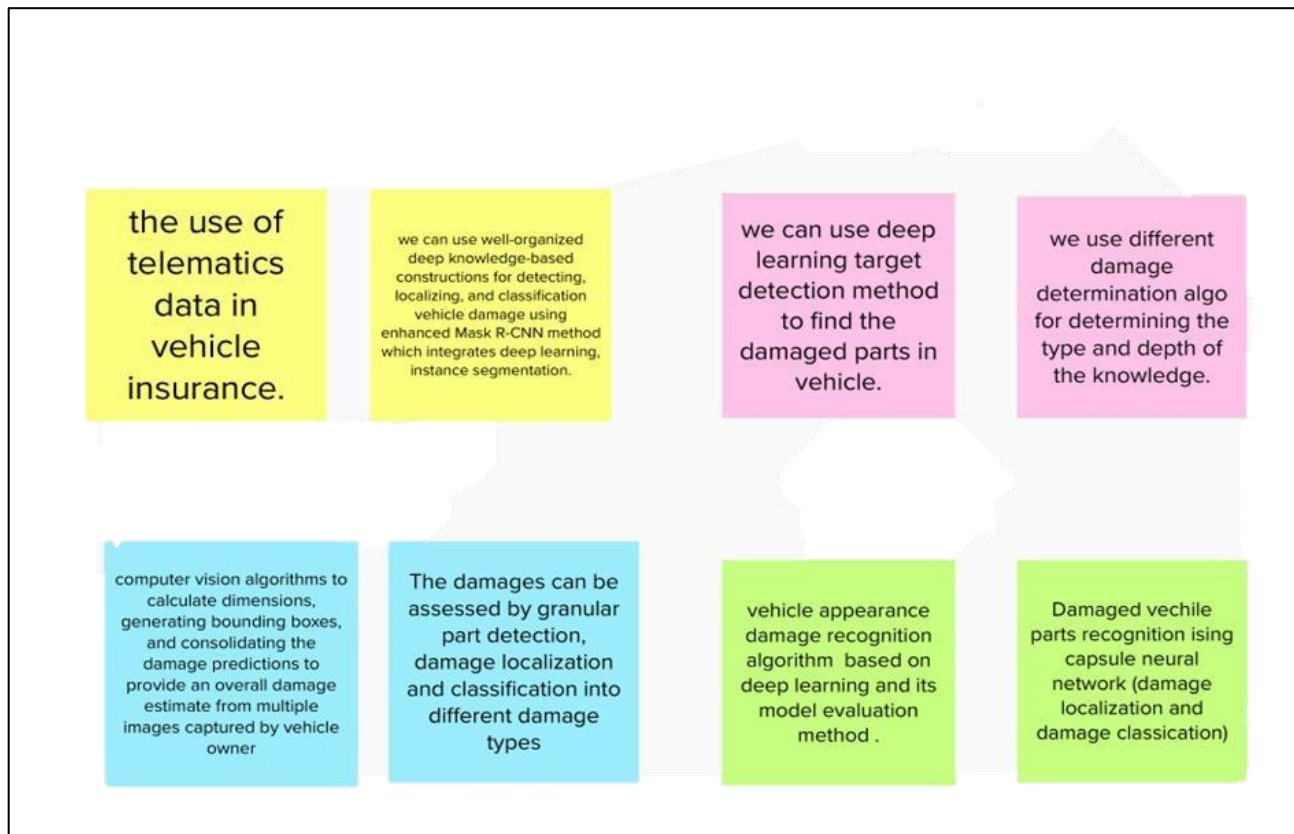 the use of
telematics
data in
vehicle
insurance.
we can use well-organized
deep knowledge-based
constructions for detecting,
localizing, and classification
vehicle damage using
enhanced Mask R-CNN method
which integrates deep learning,
instance segmentation.
we can use deep
learning target
detection method
to find the
damaged parts in
vehicle.
we use different
damage
determination algo
for determining the
type and depth of
the knowledge.
computer vision algorithms to
calculate dimensions,
generating bounding boxes,
and consolidating the
damage predictions to
provide an overall damage
estimate from multiple
images captured by vehicle
owner
The damages can be
assessed by granular
part detection,
damage localization
and classification into
different damage
types
vehicle appearance
damage recognition
algorithm based on
deep learning and its
model evaluation
method .
Damaged vechile
parts recognition ising
capsule neural
network (damage
localization and
damage classication)